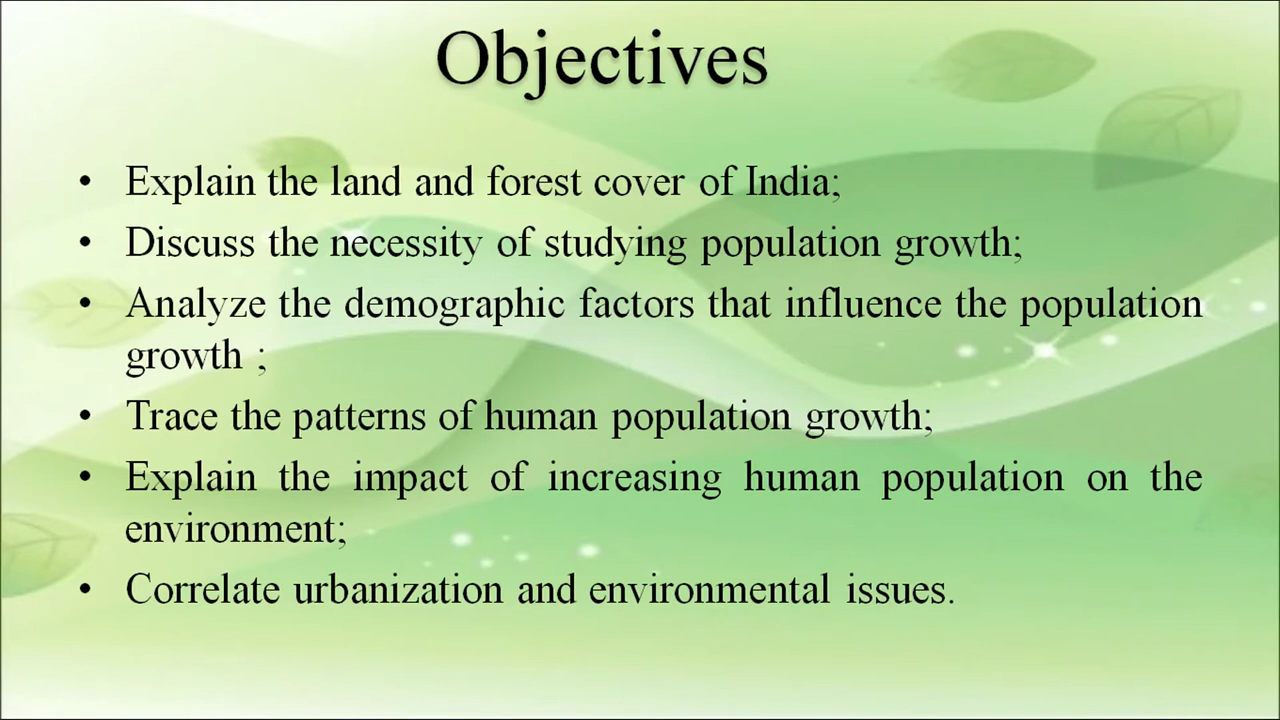 Objectives
• Explain the land and forest cover of India;
• Discuss the necessity of studying population growth;
• Analyze the demographic factors that influence the population
growth ;
• Trace the patterns of human population growth;
• Explain the impact of increasing human population on the
environment;
• Correlate urbanization and environmental issues.